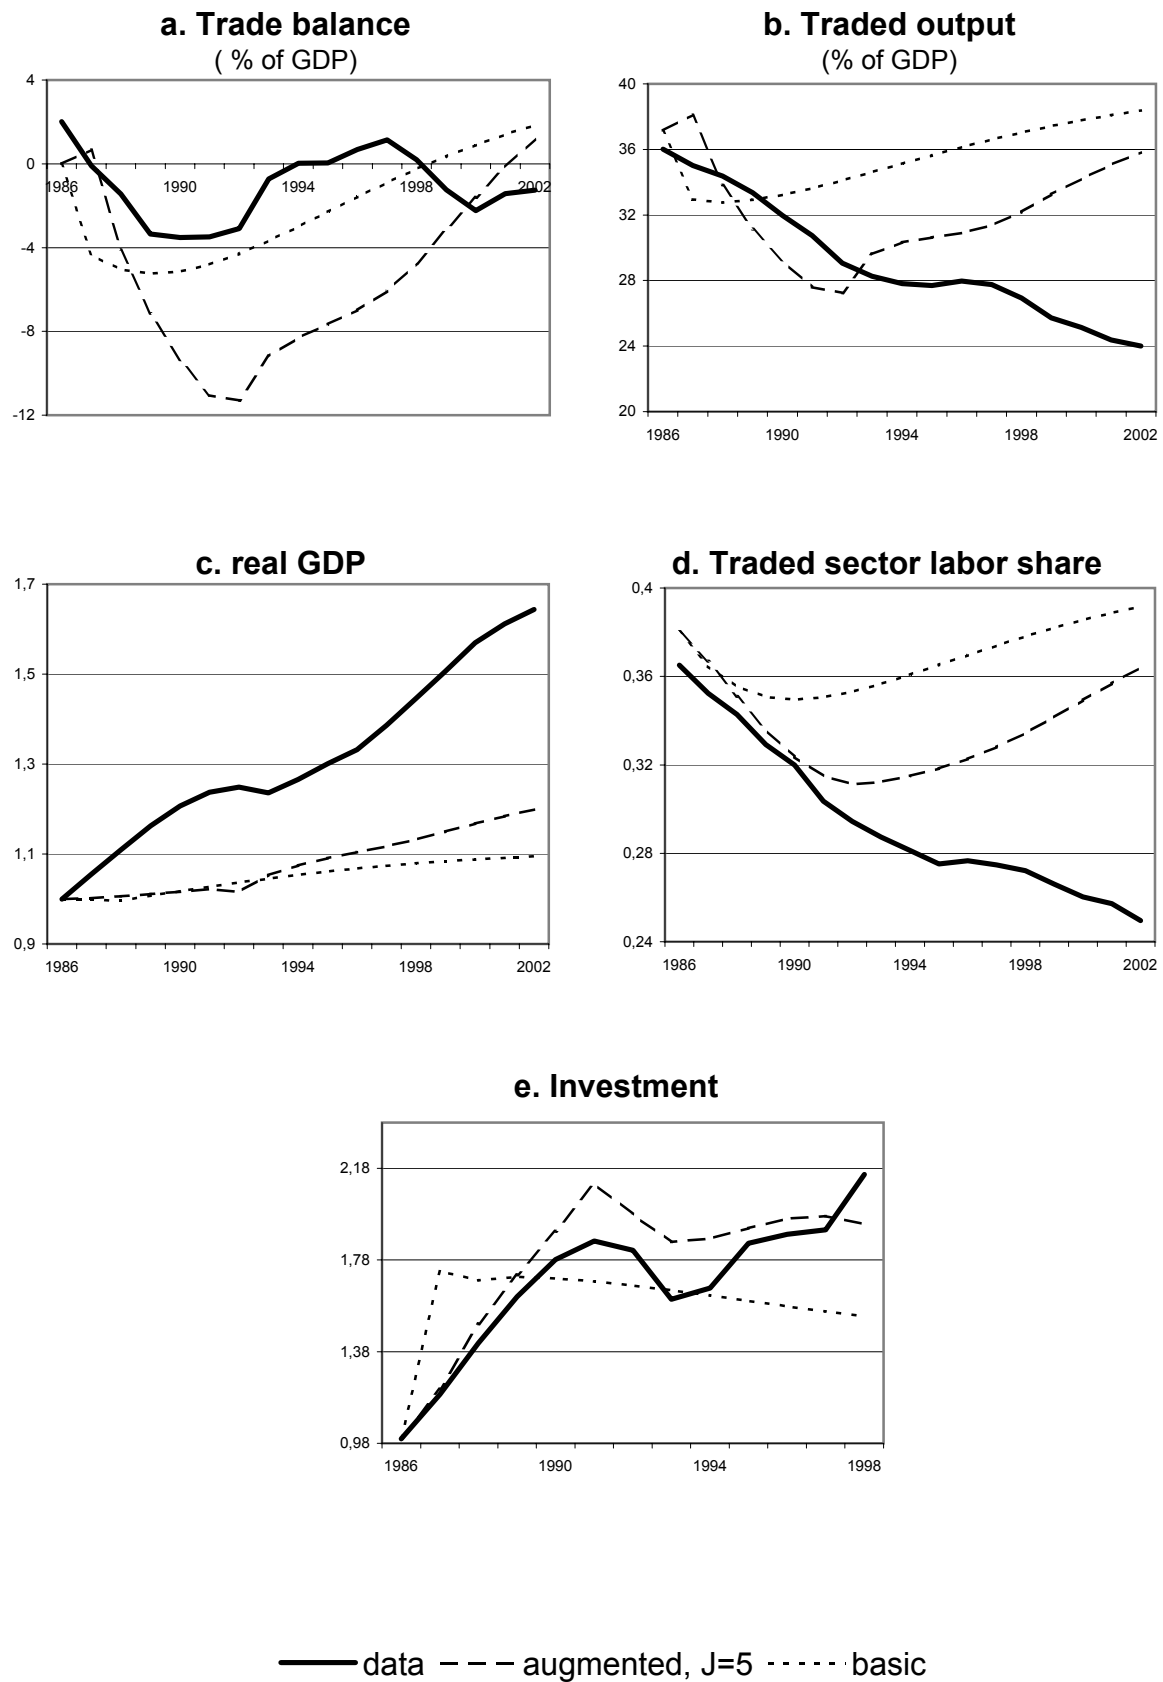 a. Trade balance
( % of GDP)
4
0
-4
-8
-12
1986 1990 1994 1998 2002
b. Traded output
(% of GDP)
40
36
32
28
24
20
1986 1990 1994 1998 2002
c. real GDP
1,7
1,5
1,3
1,1
0,9
1986 1990 1994 1998 2002
d. Traded sector labor share
0,4
0,36
0,32
0,28
0,24
1986 1990 1994 1998 2002
e. Investment
2,18
1,78
1,38
0,98
1986 1990 1994 1998
data augmented, J=5 basic